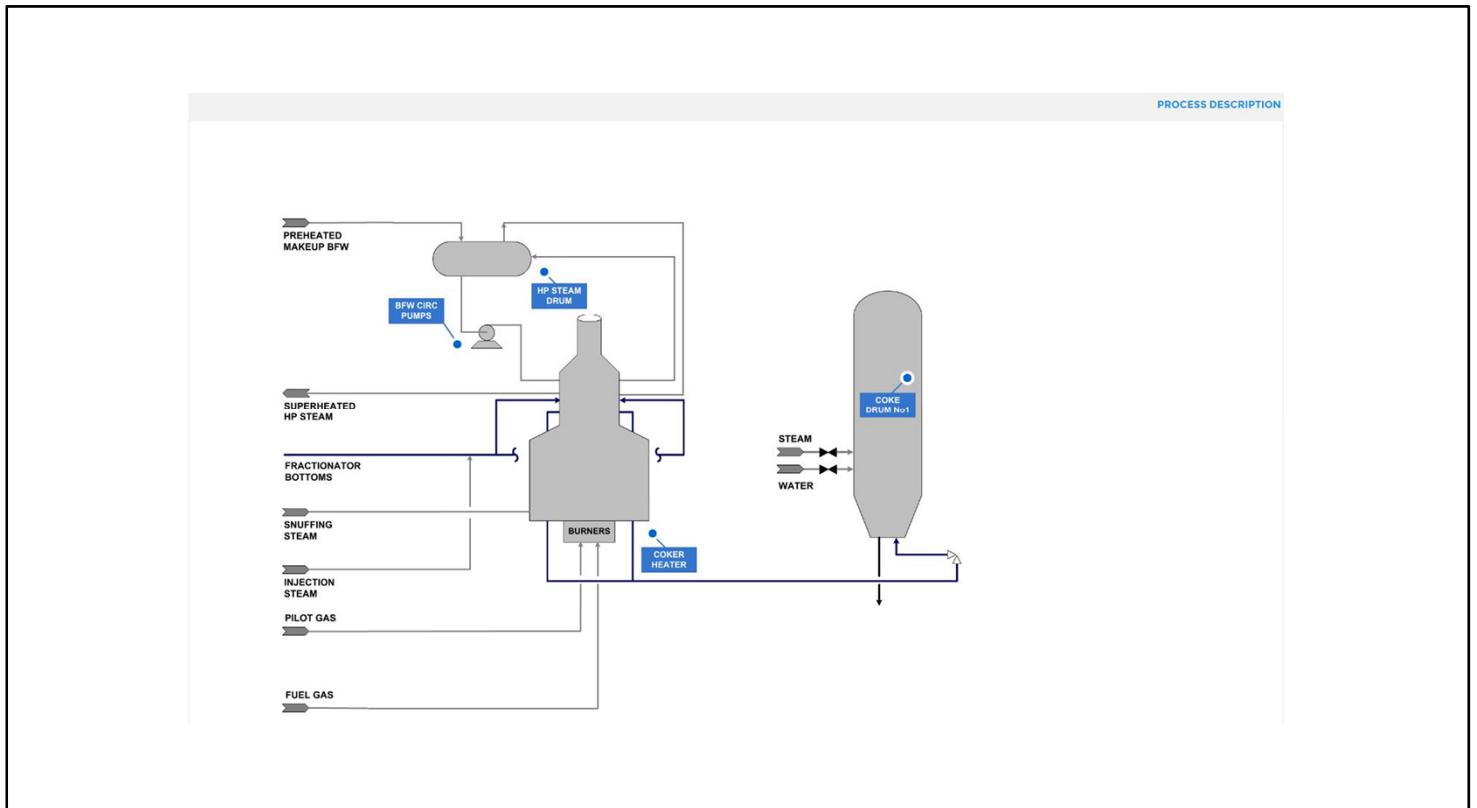 PROCESS DESCRIPTION
PREHEATED
MAKEUP BFW
HP STEAM
DRUM
BFW CIRC
PUMPS
SUPERHEATED
HP STEAM
COKE
DRUM No1
STEAM
WATER
FRACTIONATOR
BOTTOMS
SNUFFING
STEAM
BURNERS
COKER
HEATER
INJECTION
STEAM
PILOT GAS
FUEL GAS